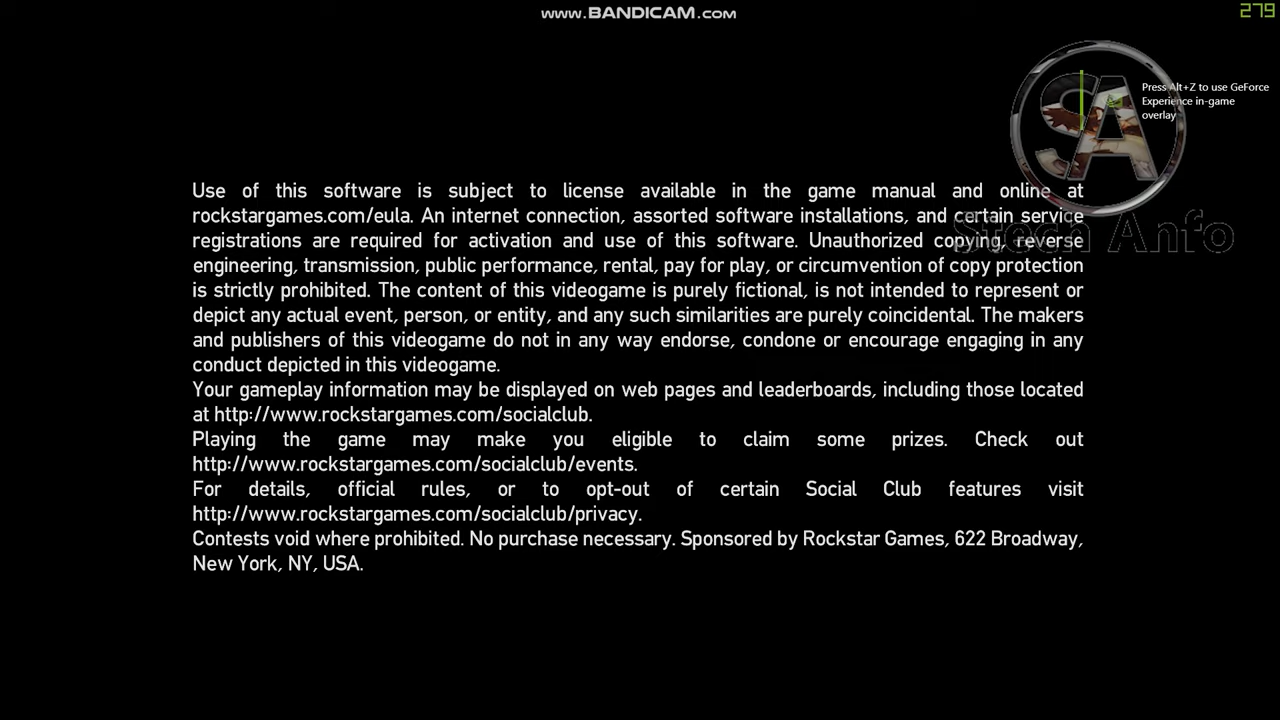 www.BANDICAM.com
279
SA
Press Alt+Z to use GeForce
Experience in-game
overlay
Stech Anfo
Use of this software is subject to license available in the game manual and online at
rockstargames.com/eula. An internet connection, assorted software installations, and certain service
registrations are required for activation and use of this software. Unauthorized copying, reverse
engineering, transmission, public performance, rental, pay for play, or circumvention of copy protection
is strictly prohibited. The content of this videogame is purely fictional, is not intended to represent or
depict any actual event, person, or entity, and any such similarities are purely coincidental. The makers
and publishers of this videogame do not in any way endorse, condone or encourage engaging in any
conduct depicted in this videogame.
Your gameplay information may be displayed on web pages and leaderboards, including those located
at http://www.rockstargames.com/socialclub.
Playing the game may make you eligible to claim some prizes. Check out
http://www.rockstargames.com/socialclub/events.
For details, official rules, or to opt-out of certain Social Club features visit
http://www.rockstargames.com/socialclub/privacy.
Contests void where prohibited. No purchase necessary. Sponsored by Rockstar Games, 622 Broadway,
New York, NY, USA.